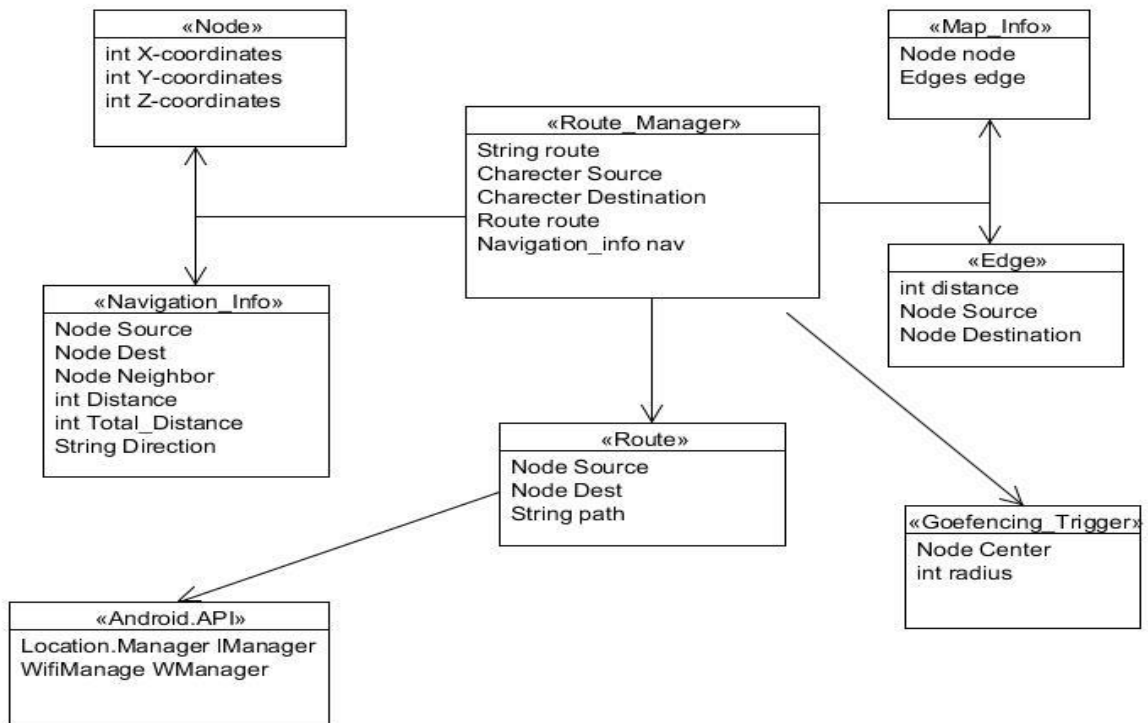 «Node»
int X-coordinates
int Y-coordinates
int Z-coordinates
«Map_Info»
Node node
Edges edge
«Route_Manager»
String route
Charecter Source
Charecter Destination
Route route
Navigation_info nav
«Navigation_Info»
Node Source
Node Dest
Node Neighbor
int Distance
int Total_Distance
String Direction
«Edge»
int distance
Node Source
Node Destination
«Route»
Node Source
Node Dest
String path
«Goefencing_Trigger»
Node Center
int radius
«Android.API»
Location.Manager lManager
WifiManage WManager